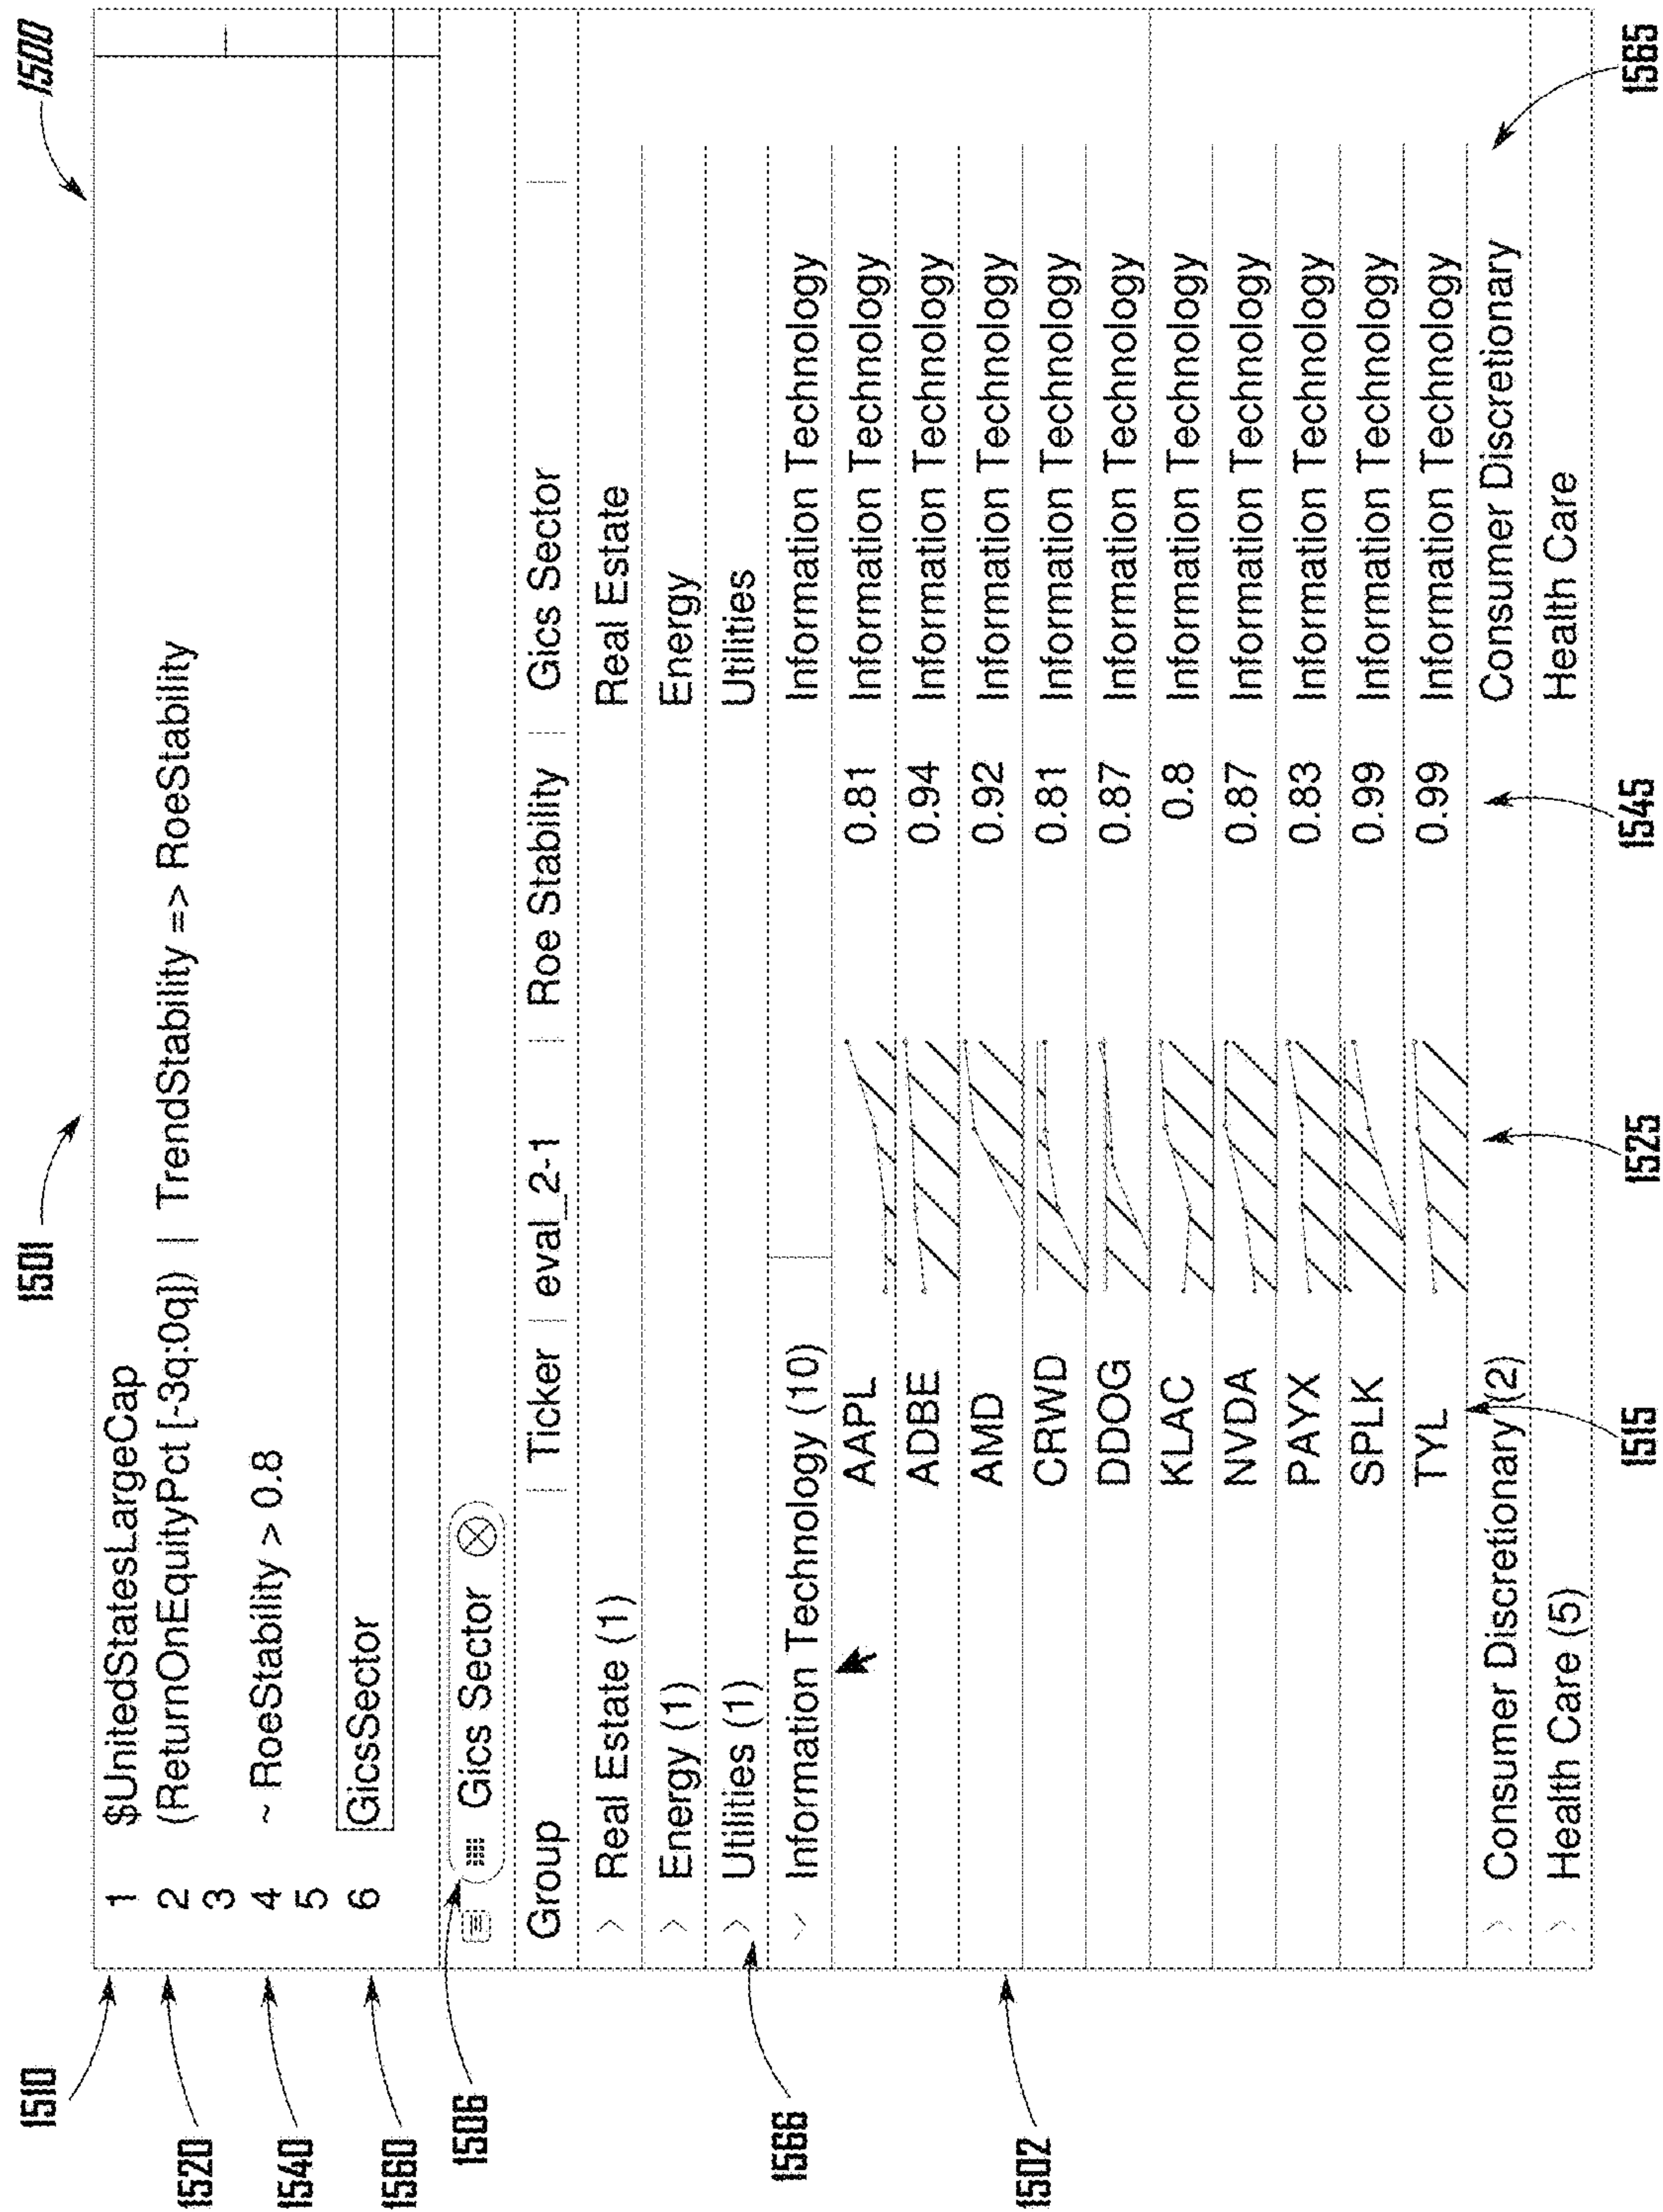 1500
1501
1510
1 $UnitedStatesLargeCap
1520
2 (ReturnOnEquityPct [-3q:0q]) | TrendStability => RoeStability
3
1540
4 ~ RoeStability > 0.8
5
1560
6 GicsSector
1506
Gics Sector
Group | Ticker | eval_2-1 | Roe Stability | Gics Sector |
> Real Estate (1) Real Estate
> Energy (1) Energy
1566
> Utilities (1) Utilities
Information Technology (10) Information Technology
AAPL 0.81 Information Technology
ADBE 0.94 Information Technology
1502
AMD 0.92 Information Technology
CRWD 0.81 Information Technology
DDOG 0.87 Information Technology
KLAC 0.8 Information Technology
NVDA 0.87 Information Technology
PAYX 0.83 Information Technology
SPLK 0.99 Information Technology
TYL 0.99 Information Technology
> Consumer Discretionary (2) Consumer Discretionary
> Health Care (5) Health Care
1515
1525
1545
1565